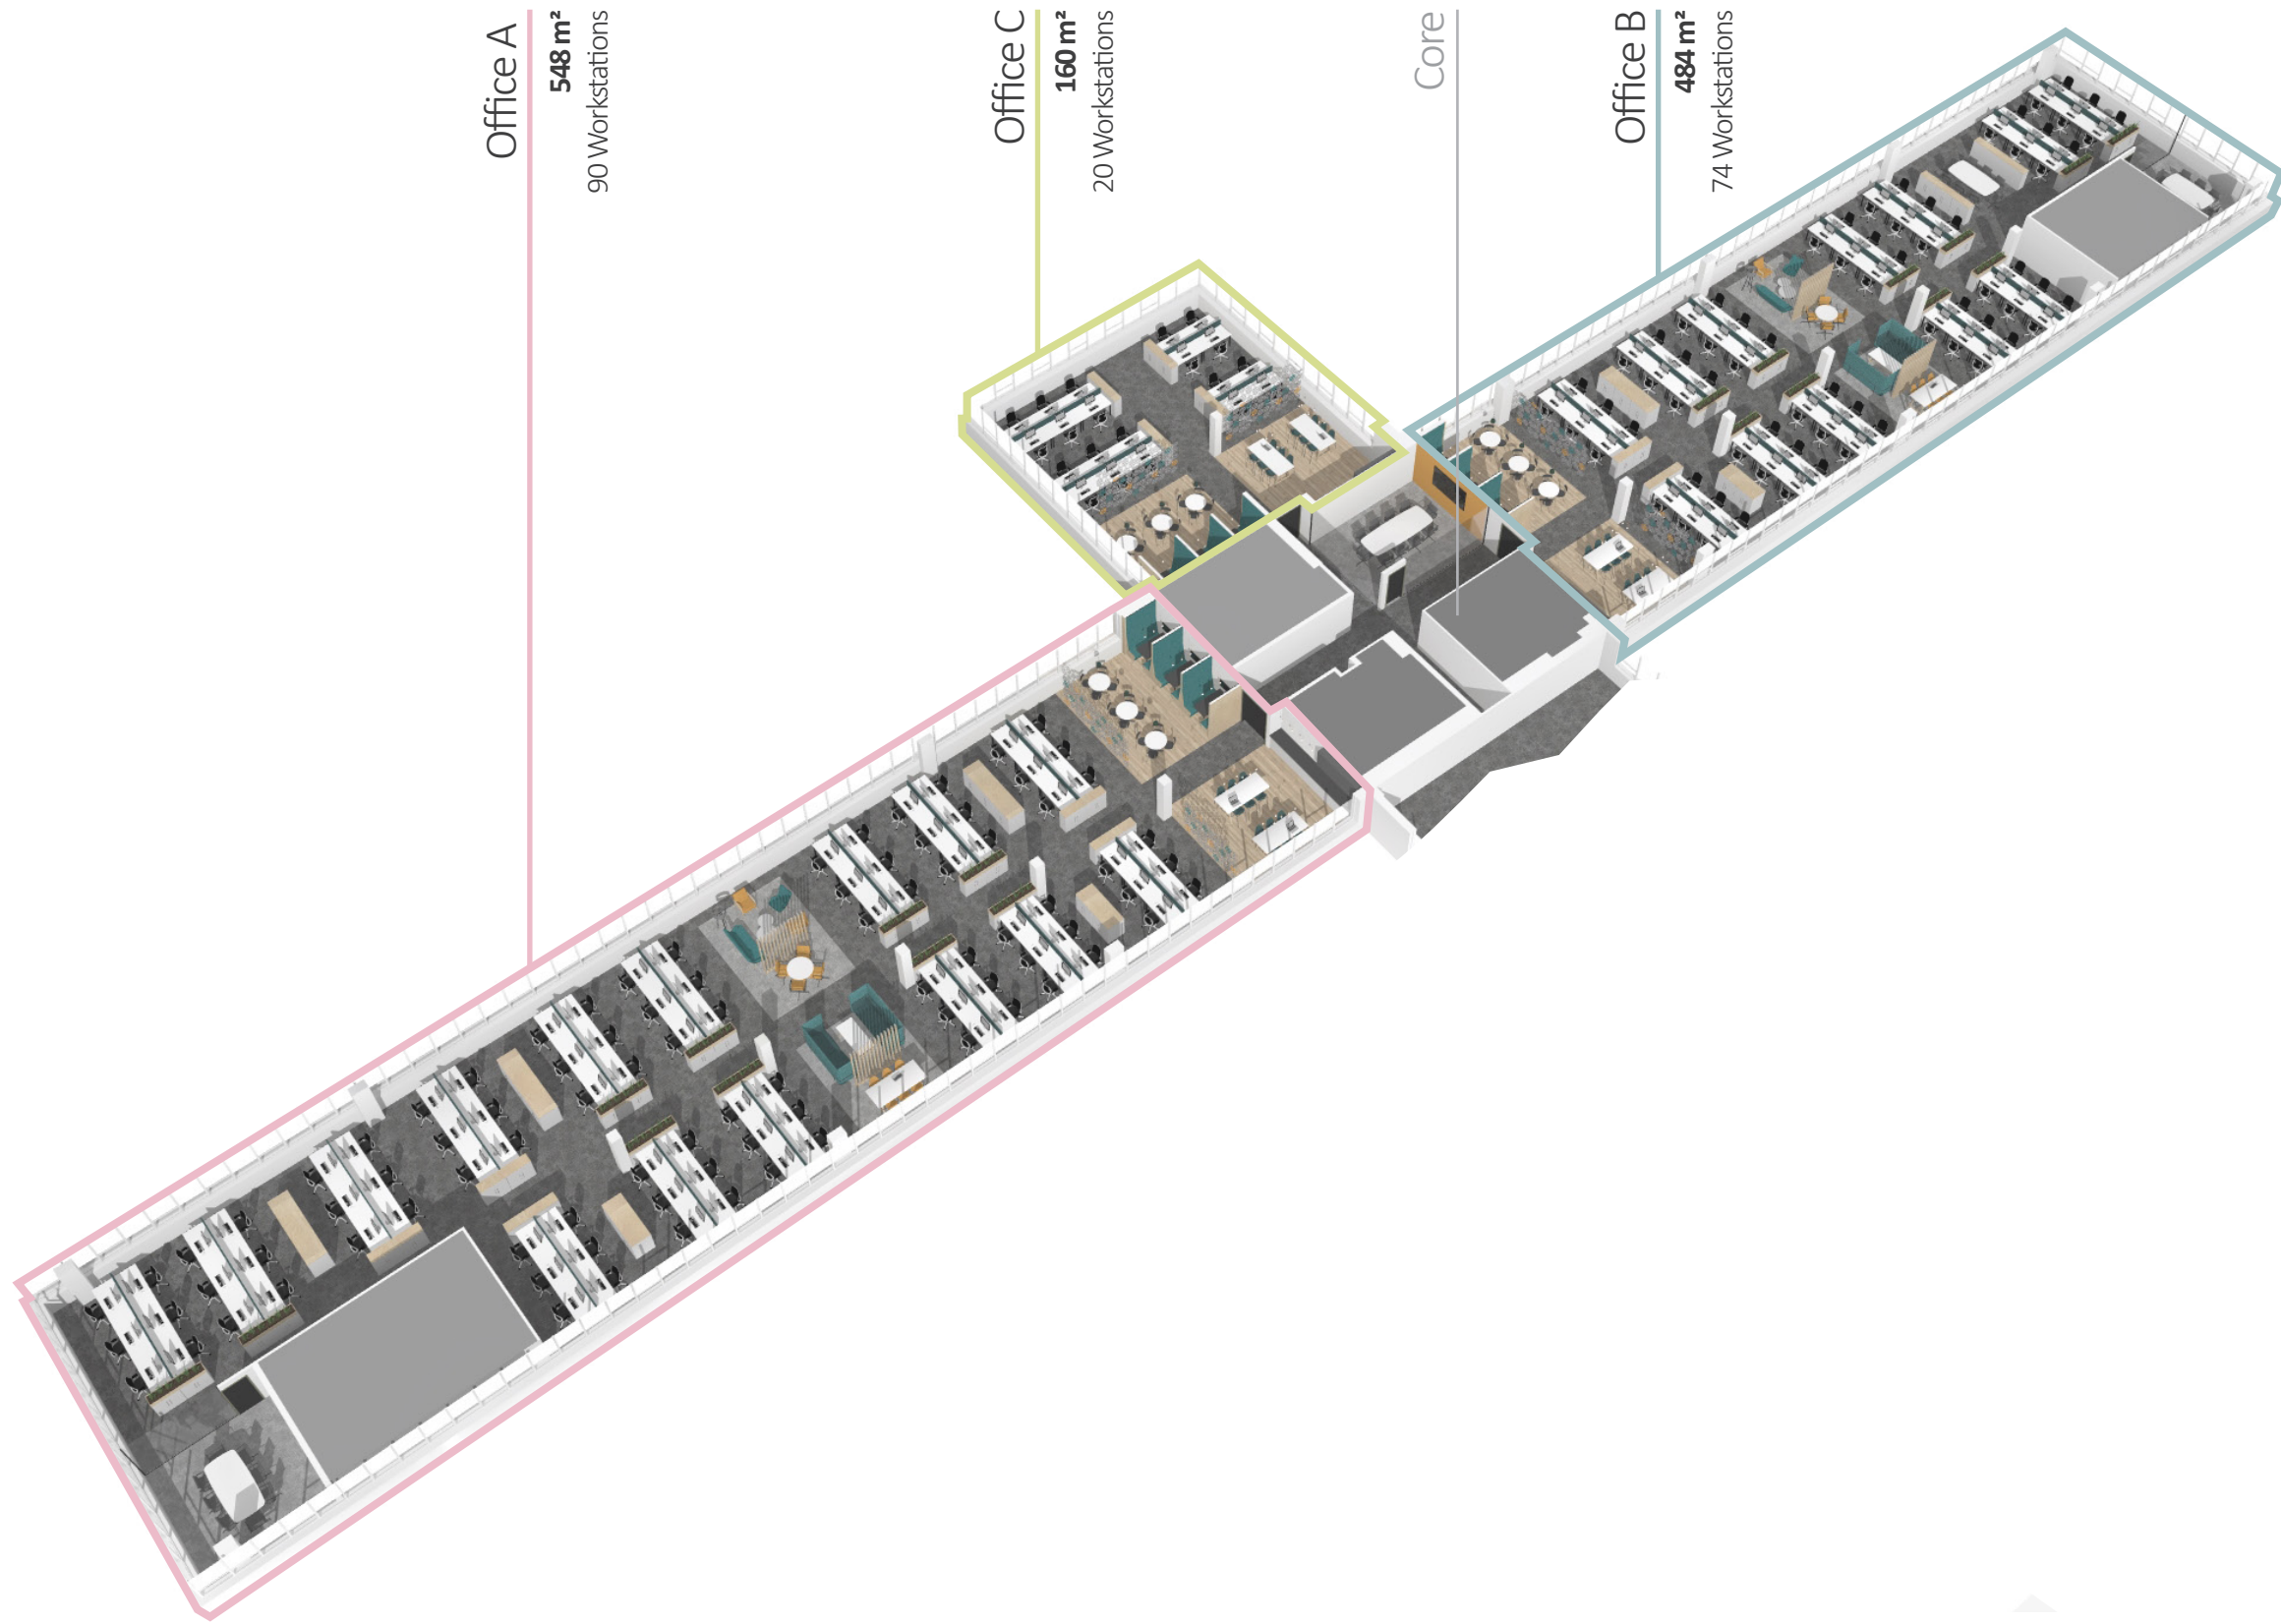 Office A
548 m²
90 Workstations
Office C
160 m²
20 Workstations
Core
Office B
484 m²
74 Workstations